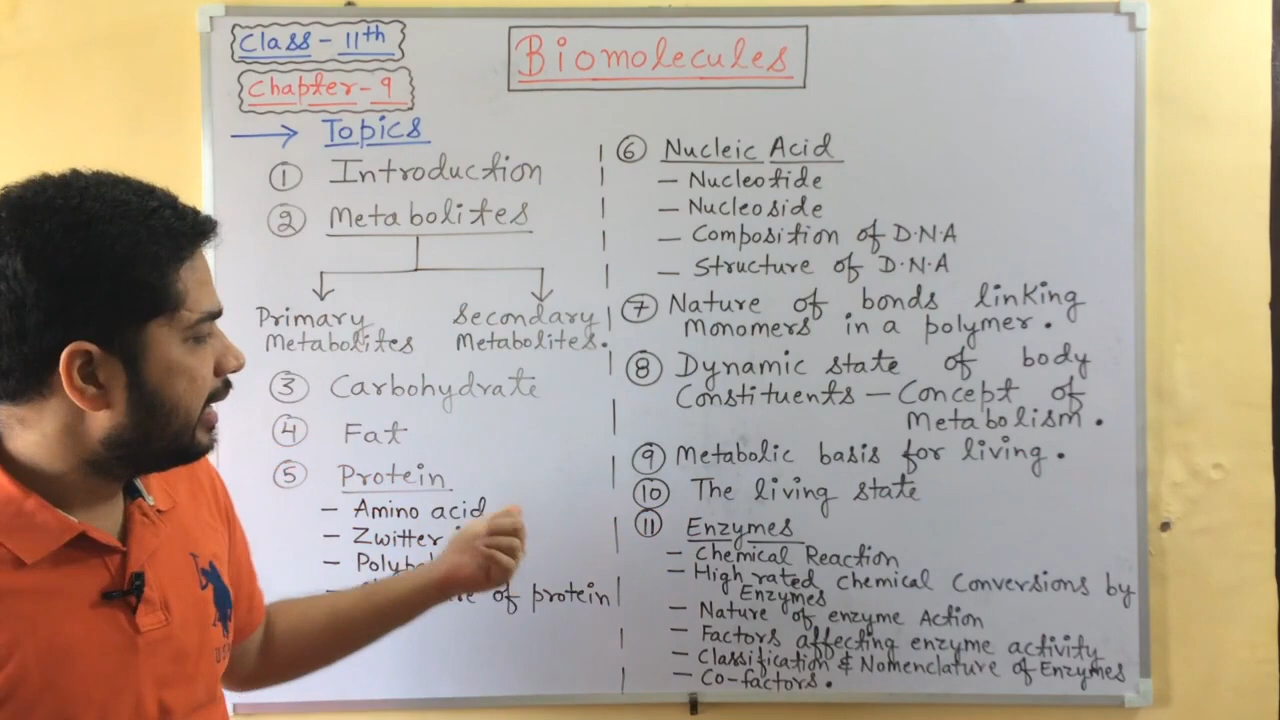 Class - 11th
Chapter - 9
Biomolecules
→ Topics
① Introduction
② Metabolites
Primary Metabolites
Secondary Metabolites.
③ Carbohydrate
④ Fat
⑤ Protein
- Amino acid
- Zwitter
of protein
⑥ Nucleic Acid
- Nucleotide
- Nucleoside
- Composition of D.N.A
- Structure of D.N.A
⑦ Nature of bonds linking
monomers in a polymer.
⑧ Dynamic state of body
Constituents - Concept of
Metabolism.
⑨ Metabolic basis for living.
⑩ The living state
⑪ Enzymes
- Chemical Reaction
- High rated chemical Conversions by
Enzymes
- Nature of enzyme Action
- Factors affecting enzyme activity
- Classification & Nomenclature of Enzymes
- Co-factors.